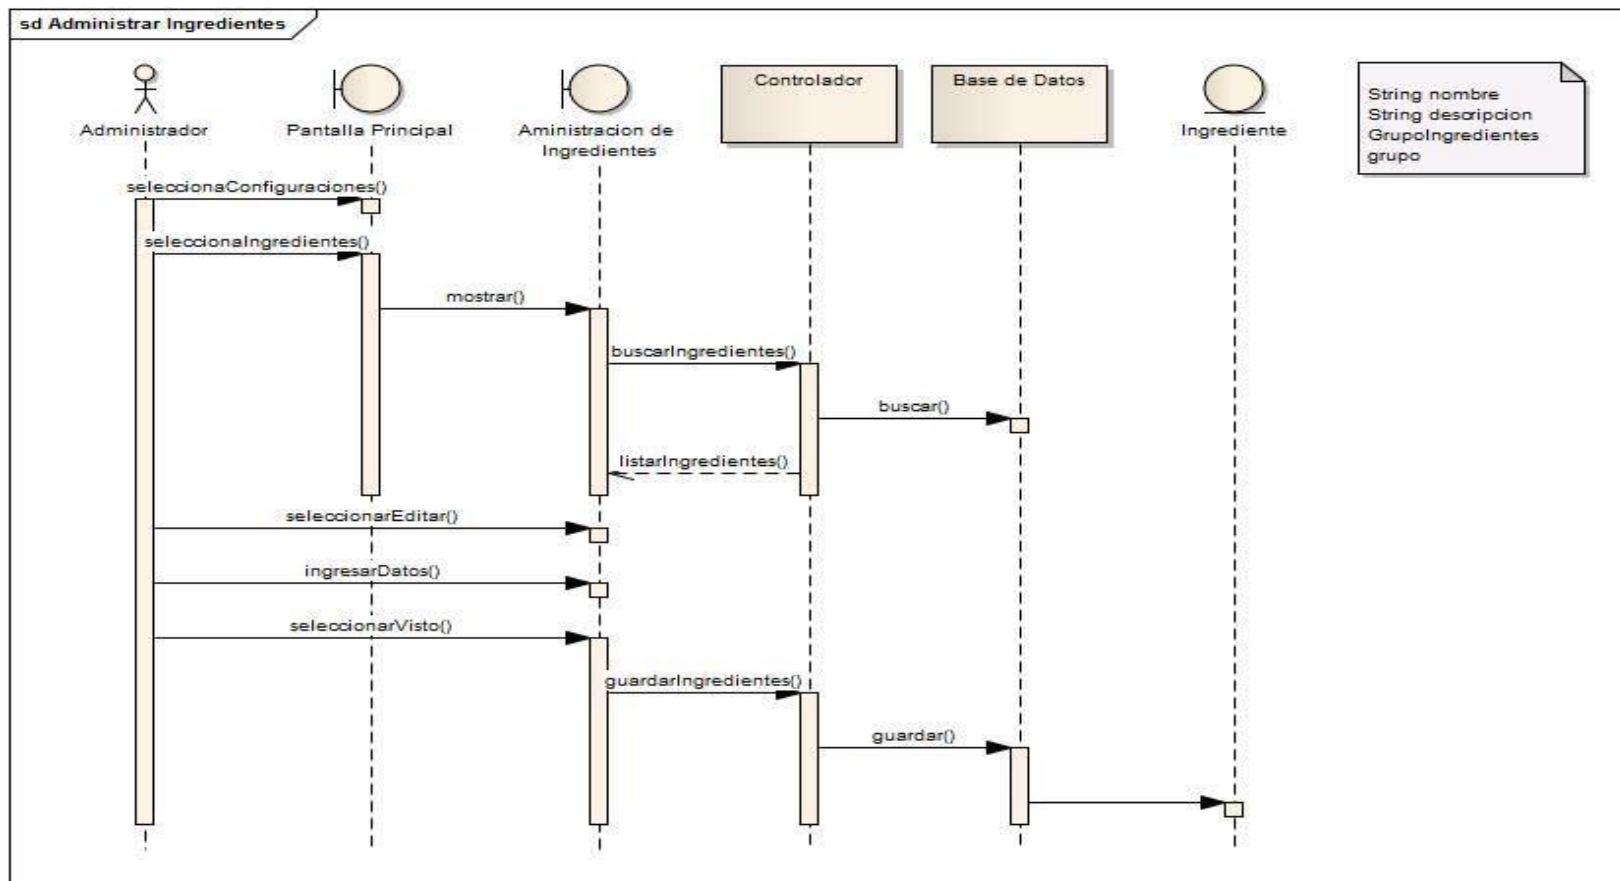 sd Administrar Ingredientes
Administrador
Pantalla Principal
Aministracion de
Ingredientes
Controlador
Base de Datos
Ingrediente
String nombre
String descripcion
GrupoIngredientes
grupo
seleccionaConfiguraciones()
seleccionaIngredientes()
mostrar()
buscarIngredientes()
buscar()
listarIngredientes()
seleccionarEditar()
ingresarDatos()
seleccionarVisto()
guardarIngredientes()
guardar()